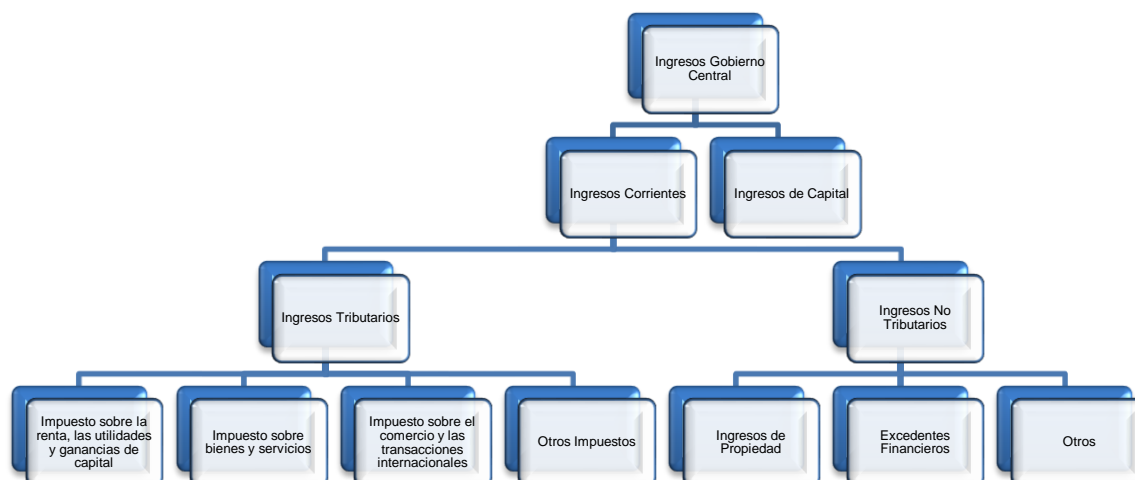 Ingresos Gobierno
Central
Ingresos Corrientes
Ingresos de Capital
Ingresos Tributarios
Ingresos No
Tributarios
Impuesto sobre la
renta, las utilidades
y ganancias de
capital
Impuesto sobre
bienes y servicios
Impuesto sobre el
comercio y las
transacciones
internacionales
Otros Impuestos
Ingresos de
Propiedad
Excedentes
Financieros
Otros